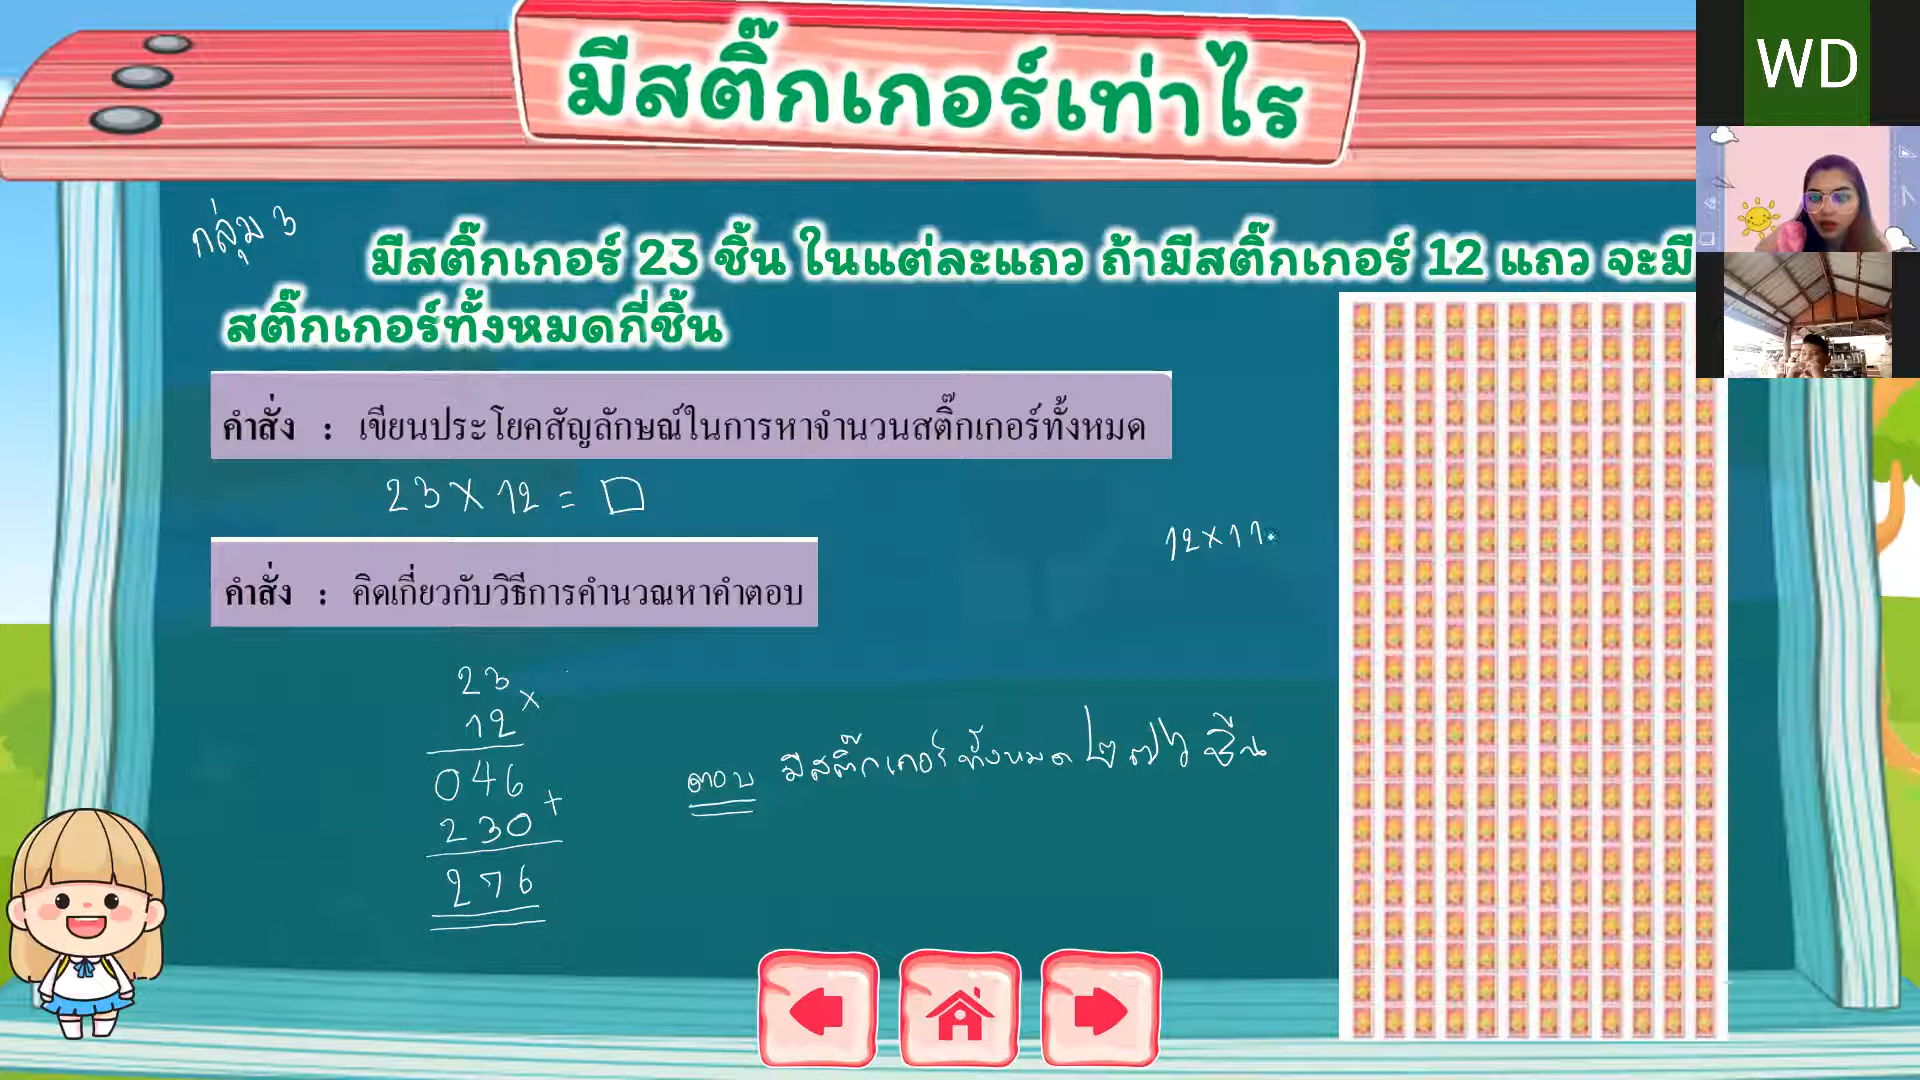 มีสติ๊กเกอร์เท่าไร
WD
กลุ่ม 3
มีสติ๊กเกอร์ 23 ชิ้น ในแต่ละแถว ถ้ามีสติ๊กเกอร์ 12 แถว จะมี
สติ๊กเกอร์ทั้งหมดกี่ชิ้น
คำสั่ง : เขียนประโยคสัญลักษณ์ในการหาจำนวนสติ๊กเกอร์ทั้งหมด
23 × 12 = □
12 × 11
คำสั่ง : คิดเกี่ยวกับวิธีการคำนวณหาคำตอบ
23 ×
12
046 +
230
276
ตอบ มีสติ๊กเกอร์ทั้งหมด ๒๗๖ ชิ้น